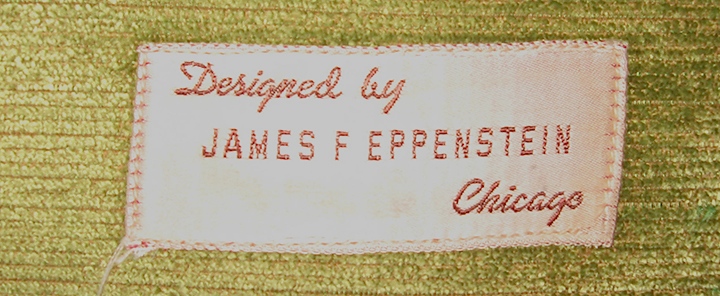 Designed by
JAMES F EPPENSTEIN
Chicago